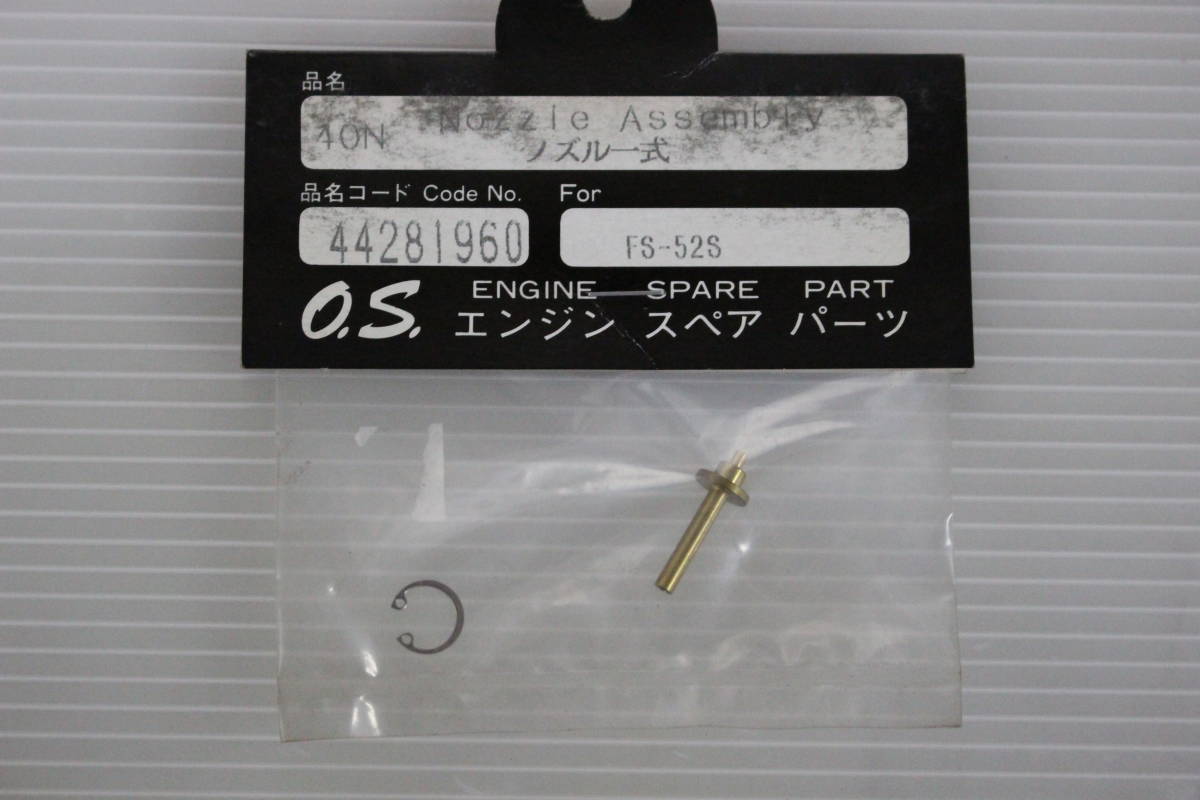 品名
40N Nozzle Assembly
ノズル一式
品名コード Code No. For
44281960 FS-52S
O.S. ENGINE SPARE PART
エンジン スペア パーツ